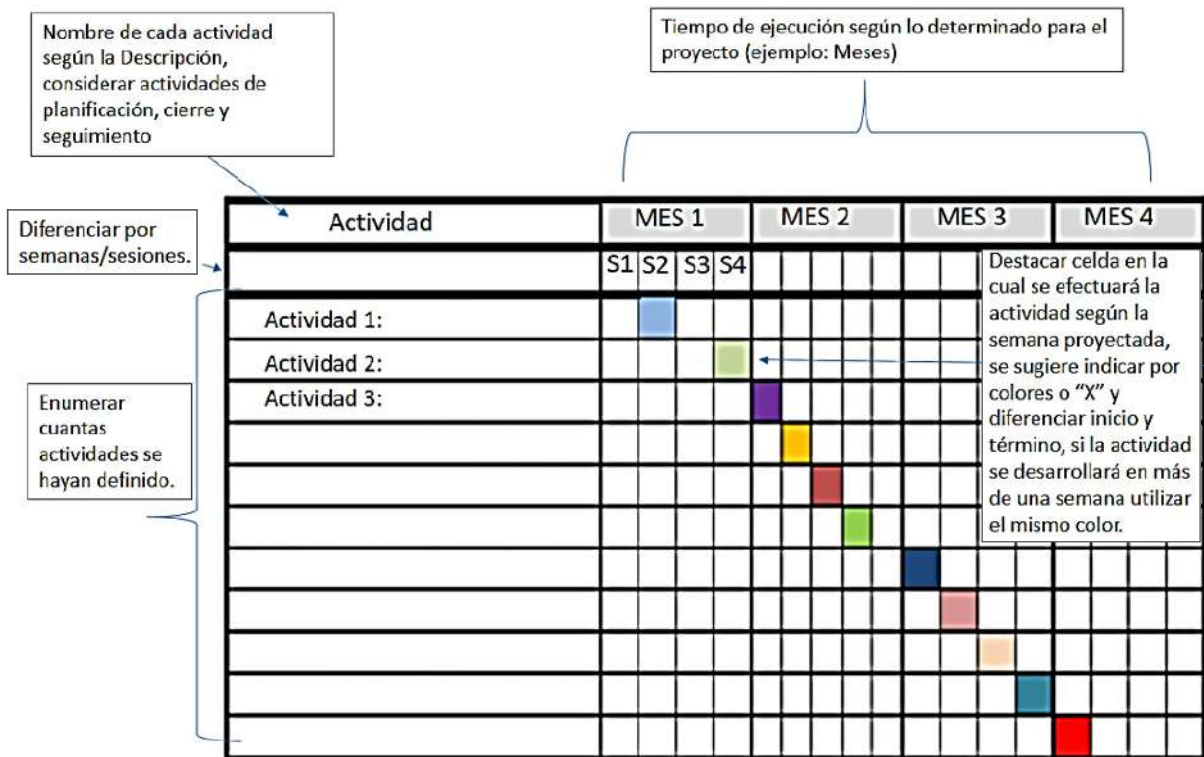 Nombre de cada actividad
según la Descripción,
considerar actividades de
planificación, cierre y
seguimiento
Tiempo de ejecución según lo determinado para el
proyecto (ejemplo: Meses)
Diferenciar por
semanas/sesiones.
Actividad MES 1 MES 2 MES 3 MES 4
S1 S2 S3 S4
Destacar celda en la
cual se efectuará la
actividad según la
semana proyectada,
se sugiere indicar por
colores o “X” y
diferenciar inicio y
término, si la actividad
se desarrollará en más
de una semana utilizar
el mismo color.
Actividad 1:
Actividad 2:
Actividad 3:
Enumerar
cuantas
actividades se
hayan definido.